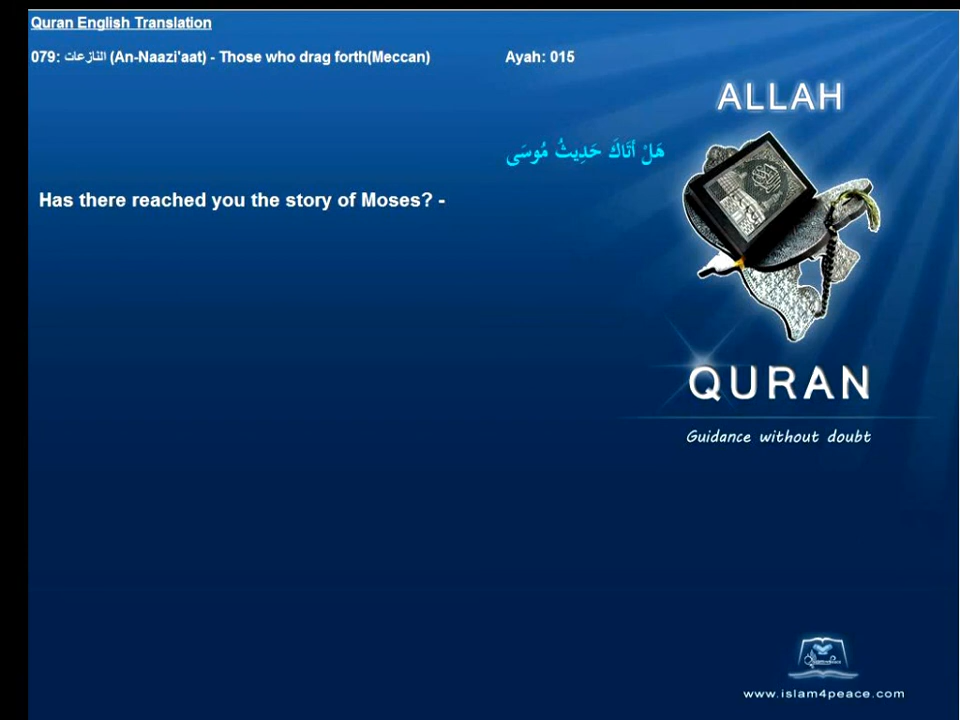 Quran English Translation
079: النازعات (An-Naazi'aat) - Those who drag forth(Meccan) Ayah: 015
ALLAH
هَلْ أَتَاكَ حَدِيثُ مُوسَى
Has there reached you the story of Moses? -
QURAN
Guidance without doubt
www.islam4peace.com